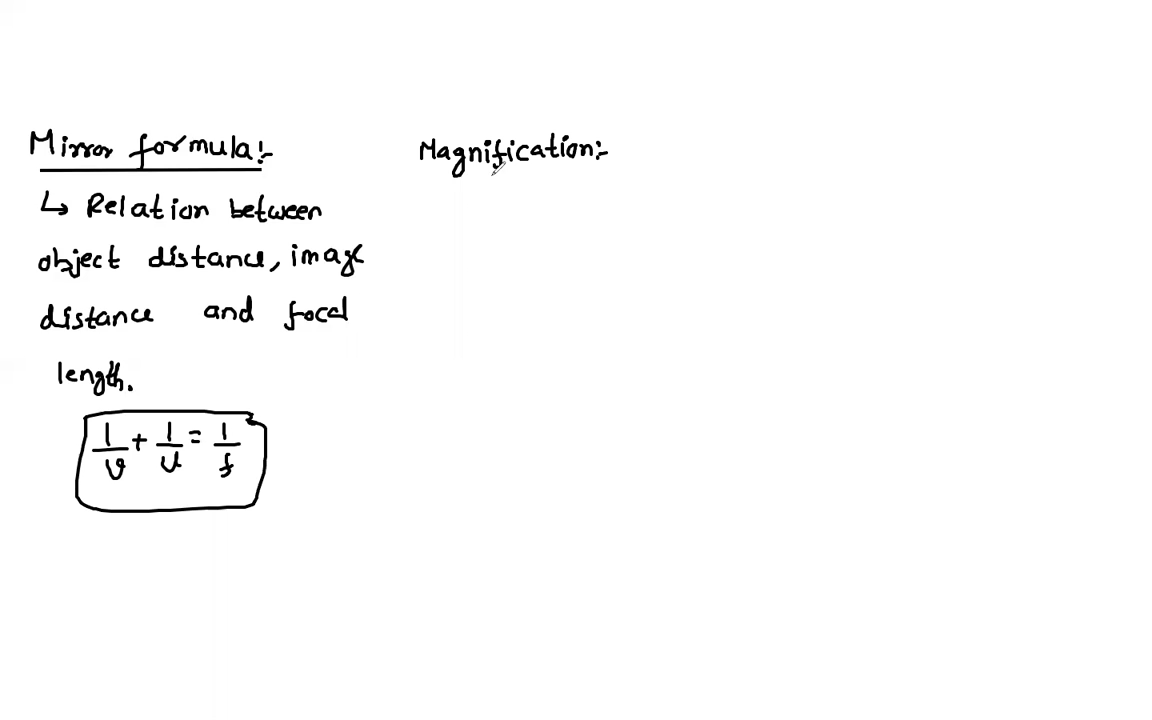 Mirror formula:-
↳ Relation between
object distance, image
distance and focal
length.
1/v + 1/u = 1/f
Magnification:-